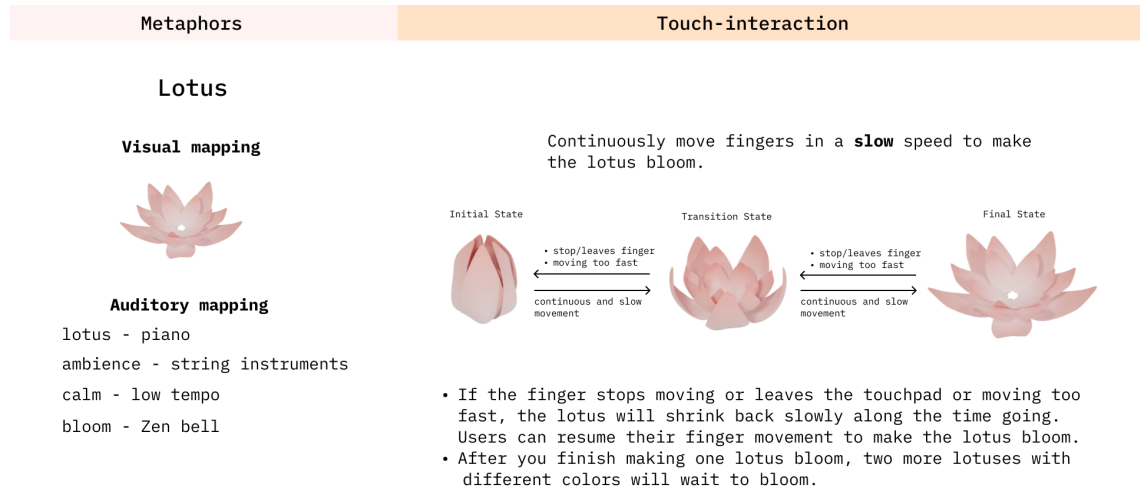 Metaphors
Touch-interaction
Lotus
Visual mapping
Auditory mapping
lotus - piano
ambience - string instruments
calm - low tempo
bloom - Zen bell
Continuously move fingers in a slow speed to make
the lotus bloom.
Initial State
Transition State
Final State
• stop/leaves finger
• moving too fast
continuous and slow
movement
• stop/leaves finger
• moving too fast
continuous and slow
movement
• If the finger stops moving or leaves the touchpad or moving too
fast, the lotus will shrink back slowly along the time going.
Users can resume their finger movement to make the lotus bloom.
• After you finish making one lotus bloom, two more lotuses with
different colors will wait to bloom.